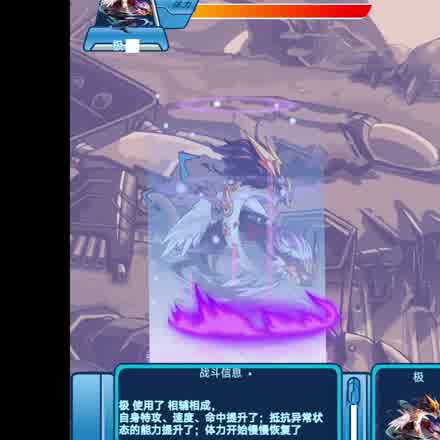 体力
极
战斗信息
极 使用了 相辅相成,
自身特攻、速度、命中提升了；抵抗异常状
态的能力提升了；体力开始慢慢恢复了
极